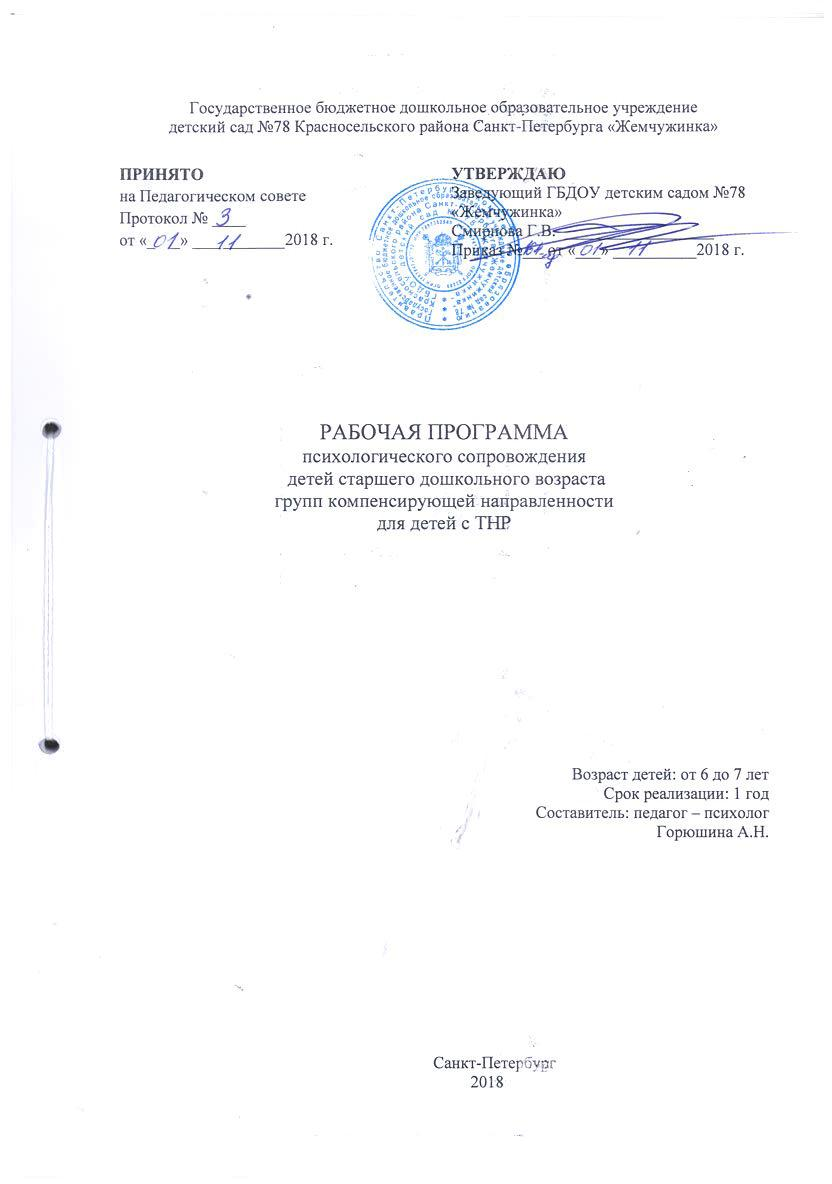 Государственное бюджетное дошкольное образовательное учреждение
детский сад №78 Красносельского района Санкт-Петербурга «Жемчужинка»
ПРИНЯТО
на Педагогическом совете
Протокол № 3
от «01» 11 2018 г.
УТВЕРЖДАЮ
Заведующий ГБДОУ детским садом №78
«Жемчужинка»
Смирнова Г.В.
Приказ № от «01» 11 2018 г.
РАБОЧАЯ ПРОГРАММА
психологического сопровождения
детей старшего дошкольного возраста
групп компенсирующей направленности
для детей с ТНР
Возраст детей: от 6 до 7 лет
Срок реализации: 1 год
Составитель: педагог – психолог
Горюшина А.Н.
Санкт-Петербург
2018